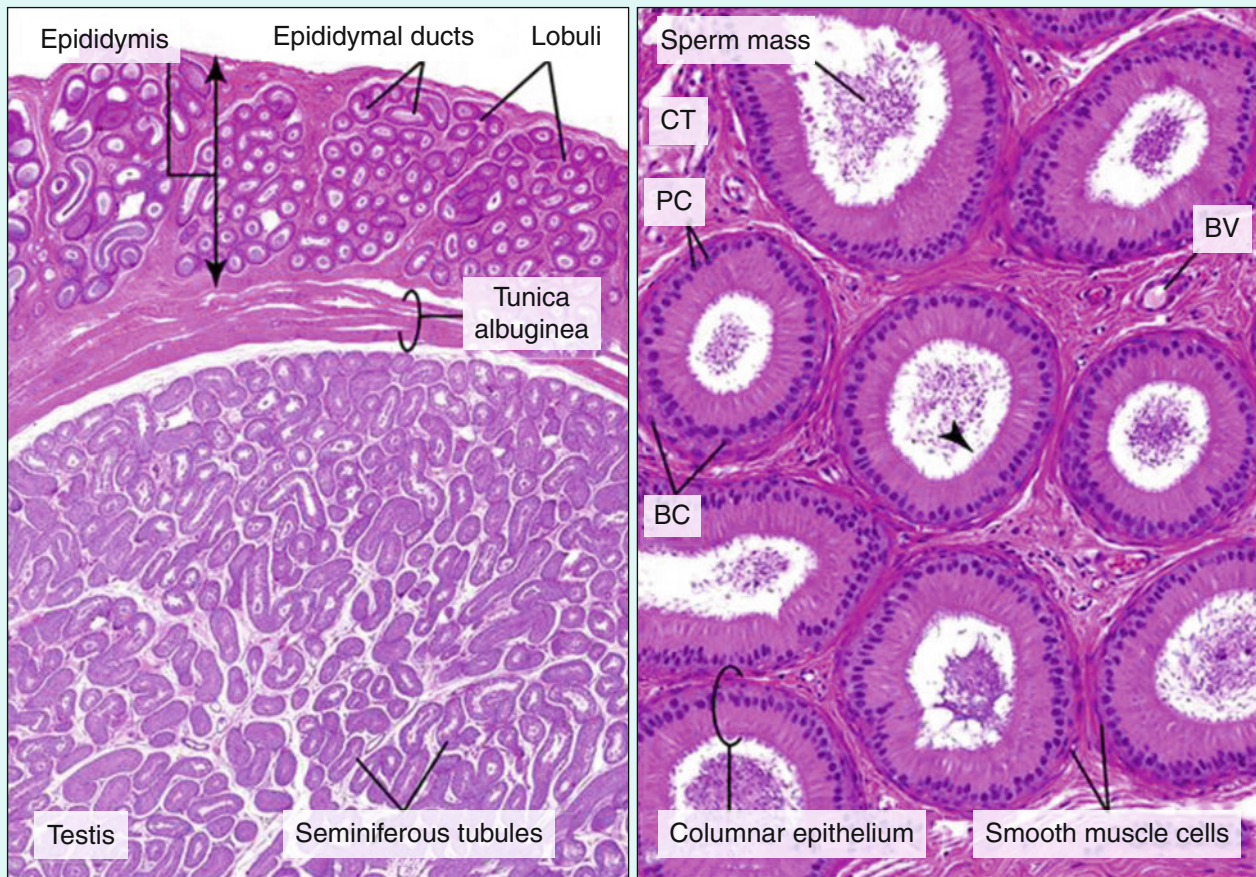 Epididymis
Epididymal ducts
Lobuli
Tunica
albuginea
Testis
Seminiferous tubules
Sperm mass
CT
PC
BV
BC
Columnar epithelium
Smooth muscle cells